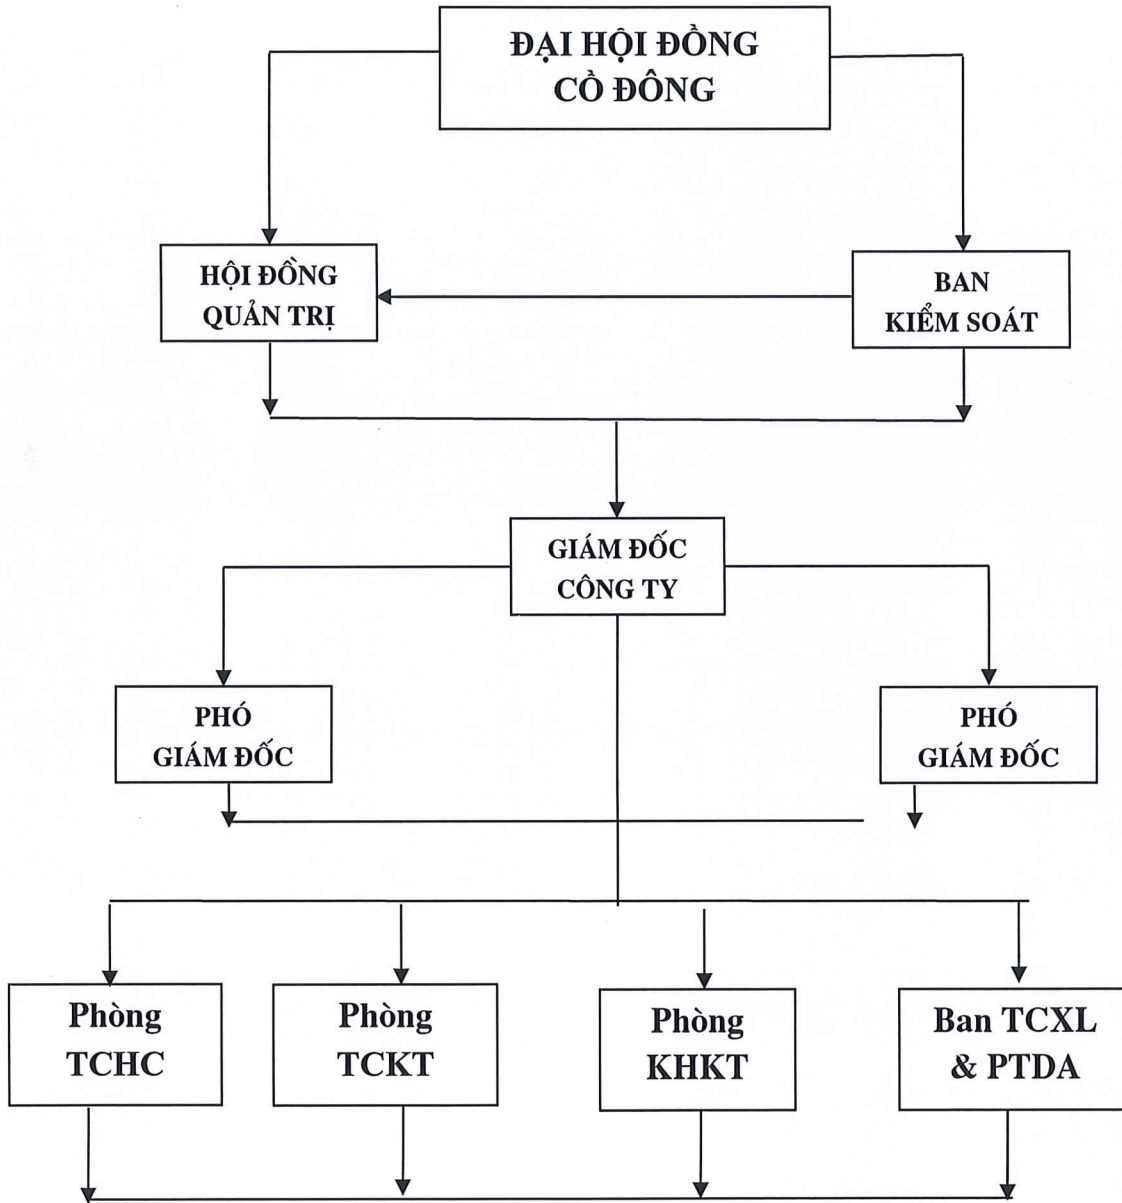 ĐẠI HỘI ĐỒNG
CỔ ĐÔNG
HỘI ĐỒNG
QUẢN TRỊ
BAN
KIỂM SOÁT
GIÁM ĐỐC
CÔNG TY
PHÓ
GIÁM ĐỐC
PHÓ
GIÁM ĐỐC
Phòng
TCHC
Phòng
TCKT
Phòng
KHKT
Ban TCXL
& PTDA